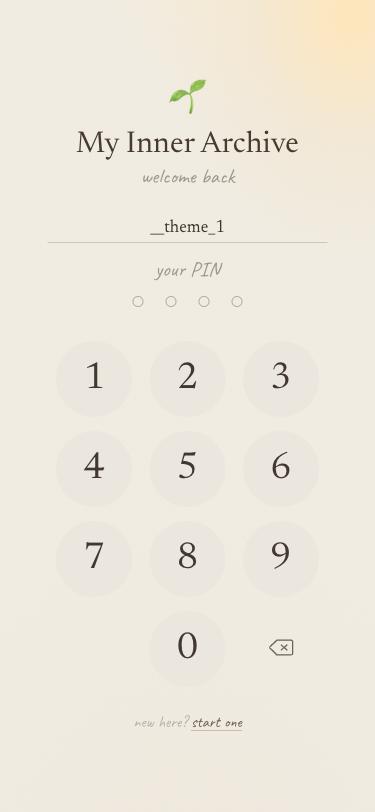 My Inner Archive
welcome back
__theme_1
your PIN
1 2 3
4 5 6
7 8 9
0
new here? start one